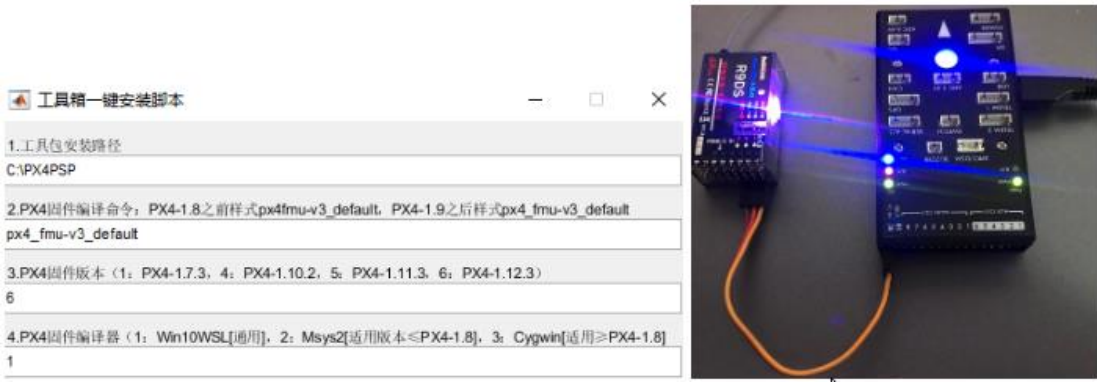 工具箱一键安装脚本
1.工具包安装路径
C:\PX4PSP
2.PX4固件编译命令：PX4-1.8之前样式px4fmu-v3_default，PX4-1.9之后样式px4_fmu-v3_default
px4_fmu-v3_default
3.PX4固件版本（1：PX4-1.7.3，4：PX4-1.10.2，5：PX4-1.11.3，6：PX4-1.12.3）
6
4.PX4固件编译器（1：Win10WSL[通用]，2：Msys2[适用版本≤PX4-1.8]，3：Cygwin[适用≥PX4-1.8]
1
R9DS